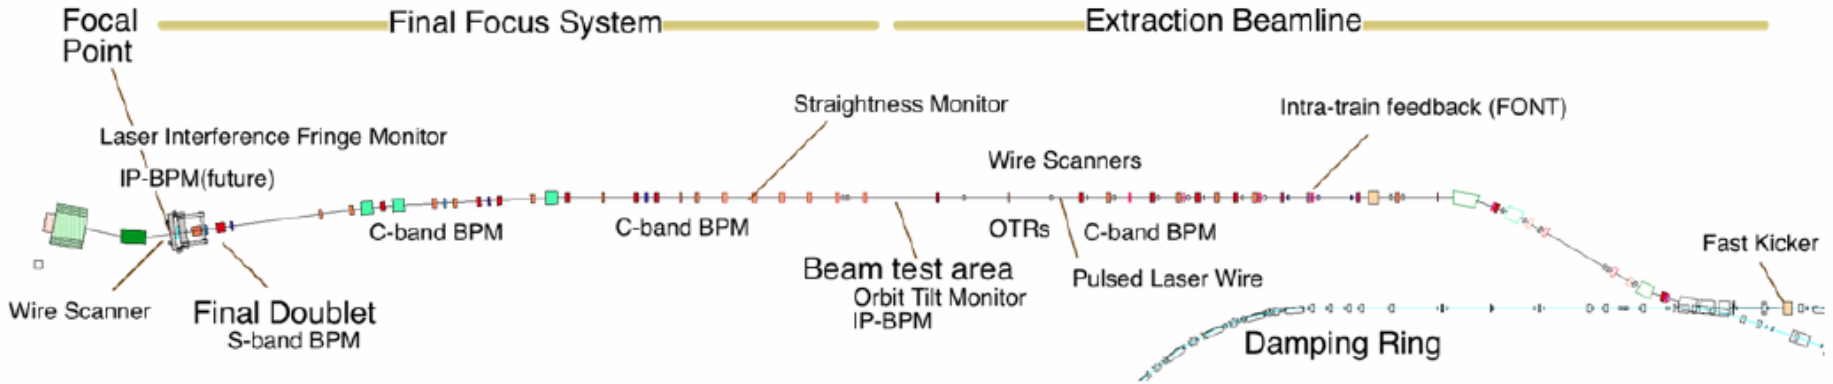 Focal
Point
Final Focus System
Extraction Beamline
Straightness Monitor
Intra-train feedback (FONT)
Laser Interference Fringe Monitor
Wire Scanners
IP-BPM(future)
C-band BPM
C-band BPM
OTRs
C-band BPM
Fast Kicker
Beam test area
Orbit Tilt Monitor
IP-BPM
Pulsed Laser Wire
Wire Scanner
Final Doublet
S-band BPM
Damping Ring